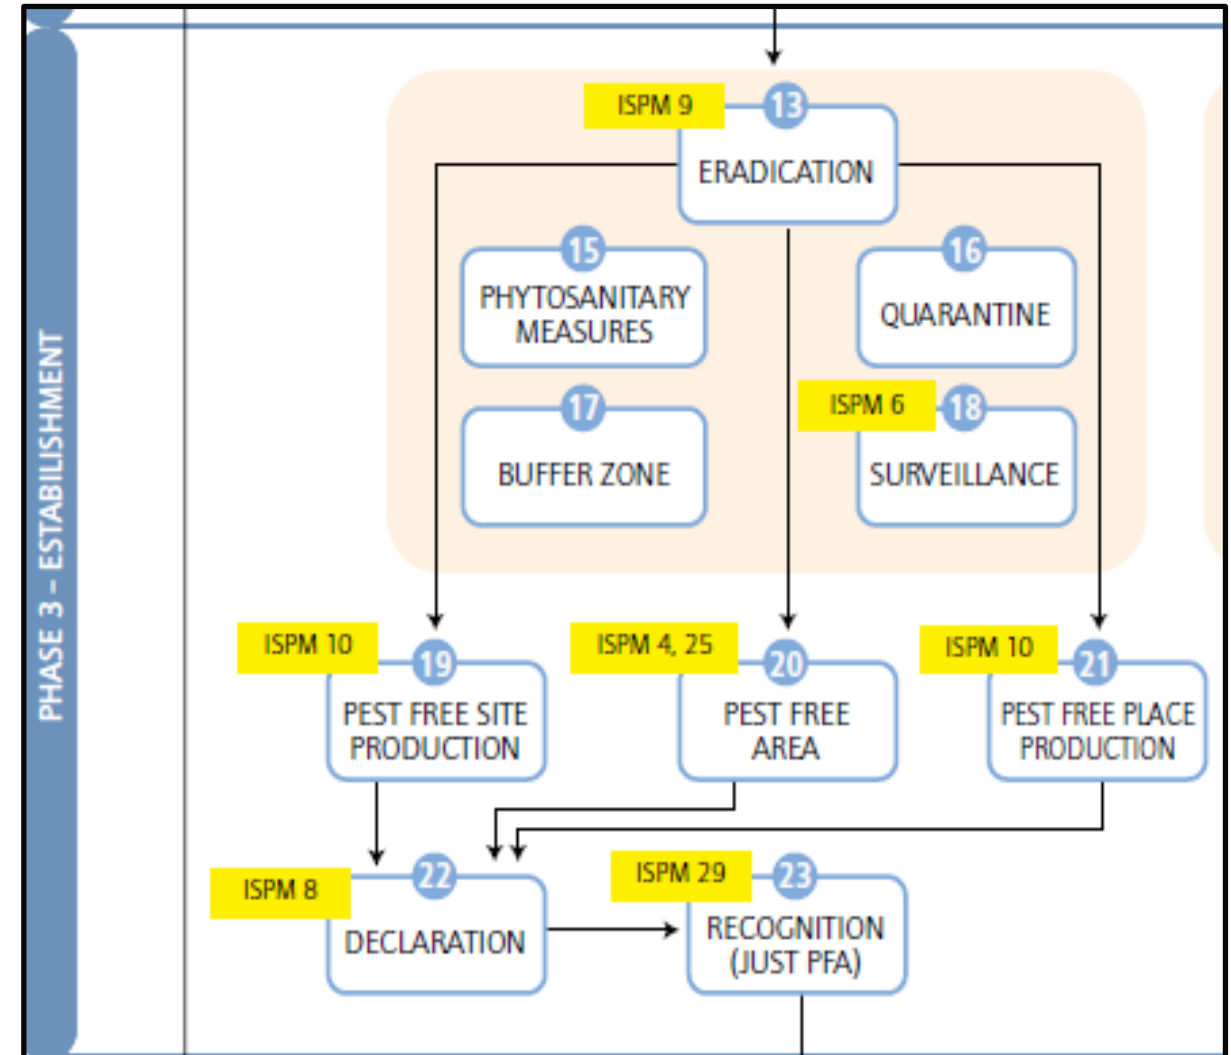 PHASE 3 – ESTABILISHMENT
ISPM 9
13
ERADICATION
15
PHYTOSANITARY
MEASURES
16
QUARANTINE
17
BUFFER ZONE
ISPM 6
18
SURVEILLANCE
ISPM 10
19
PEST FREE SITE
PRODUCTION
ISPM 4, 25
20
PEST FREE
AREA
ISPM 10
21
PEST FREE PLACE
PRODUCTION
ISPM 8
22
DECLARATION
ISPM 29
23
RECOGNITION
(JUST PFA)